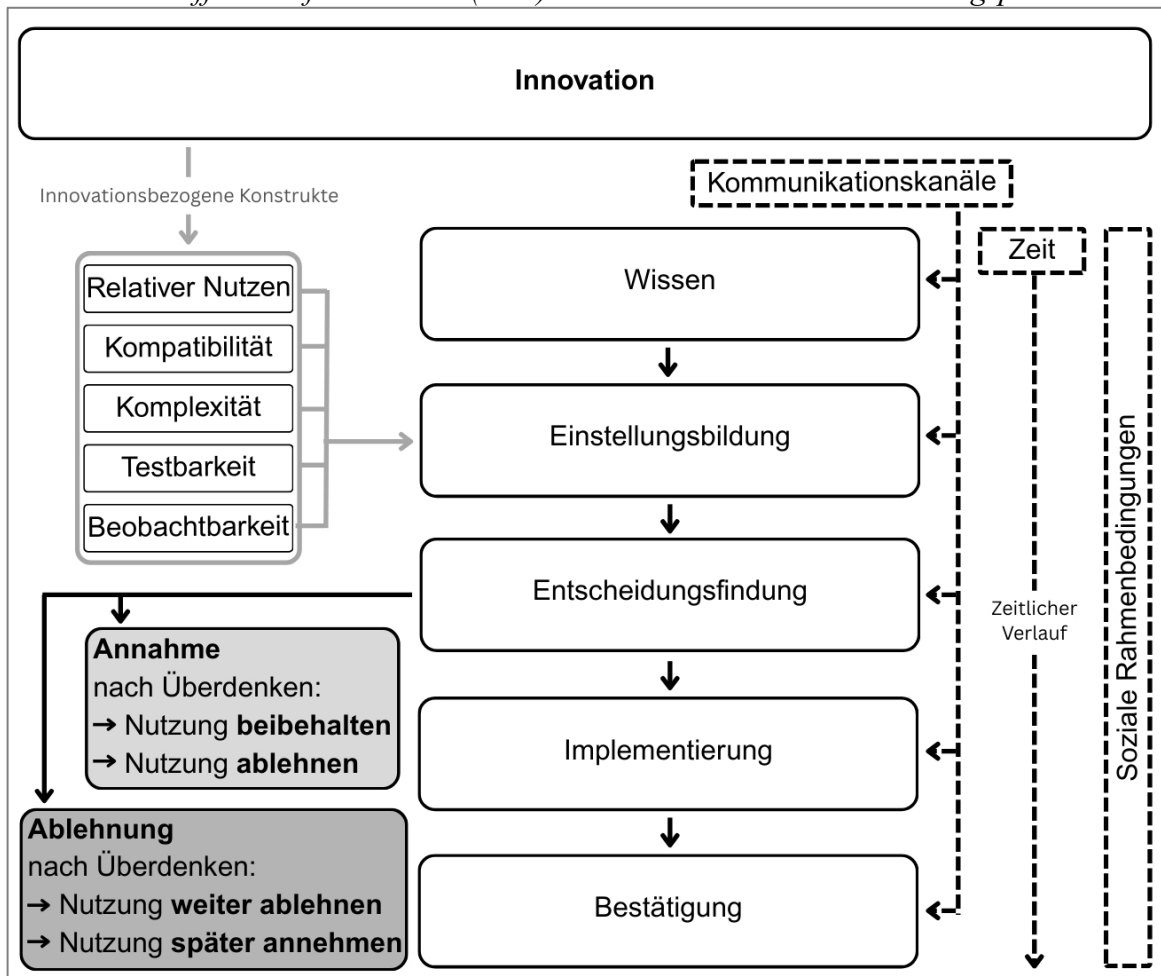 Innovation
Innovationsbezogene Konstrukte
Kommunikationskanäle
Relativer Nutzen
Kompatibilität
Komplexität
Testbarkeit
Beobachtbarkeit
Wissen
Einstellungsbildung
Entscheidungsfindung
Implementierung
Bestätigung
Zeit
Zeitlicher
Verlauf
Soziale Rahmenbedingungen
Annahme
nach Überdenken:
→ Nutzung beibehalten
→ Nutzung ablehnen
Ablehnung
nach Überdenken:
→ Nutzung weiter ablehnen
→ Nutzung später annehmen